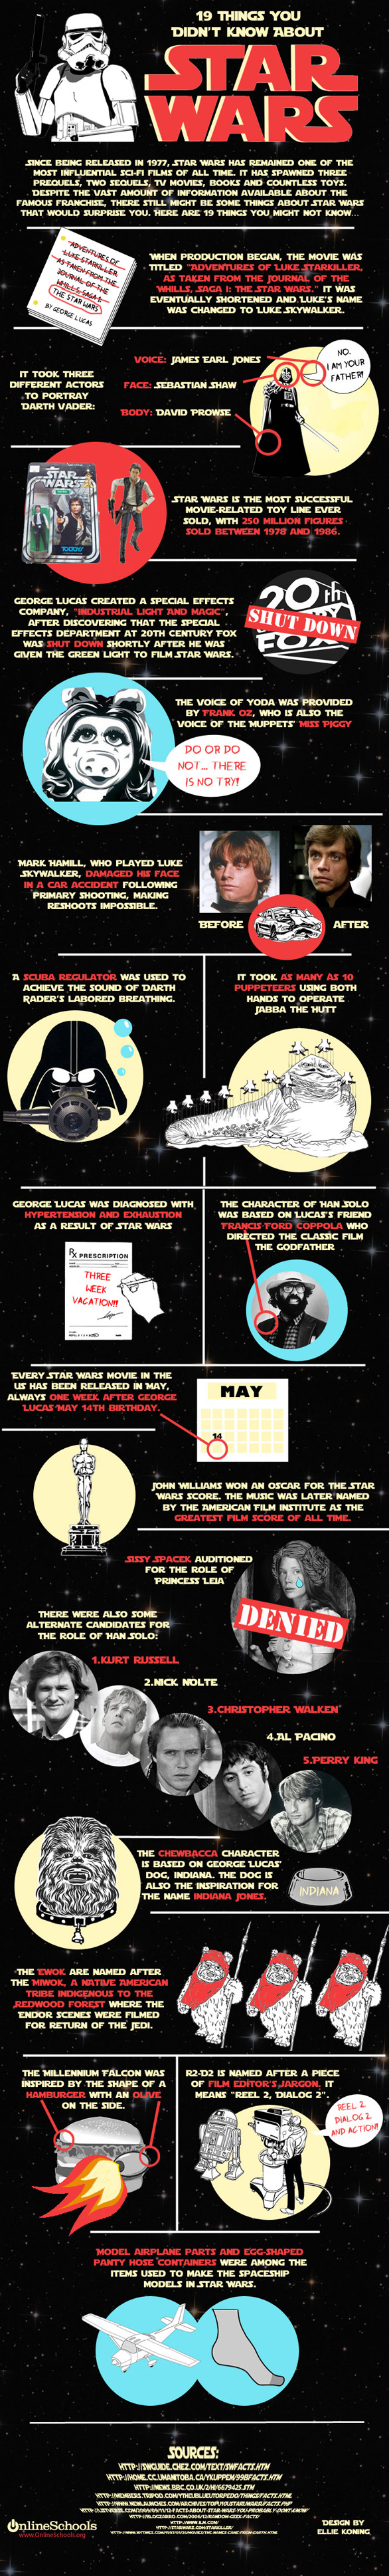 19 THINGS YOU
DIDN'T KNOW ABOUT
STAR
WARS
SINCE BEING RELEASED IN 1977, STAR WARS HAS REMAINED ONE OF THE
MOST INFLUENTIAL SCI-FI FILMS OF ALL TIME. IT HAS SPAWNED THREE
PREQUELS, TWO SEQUELS, TV MOVIES, BOOKS AND COUNTLESS TOYS.
DESPITE THE VAST AMOUNT OF INFORMATION AVAILABLE ABOUT THE
FAMOUS FRANCHISE, THERE STILL MIGHT BE SOME THINGS ABOUT STAR WARS
THAT WOULD SURPRISE YOU. HERE ARE 19 THINGS YOU MIGHT NOT KNOW...
ADVENTURES OF
LUKE STARKILLER
AS TAKEN FROM THE
JOURNAL OF THE
WHILLS, SAGA I:
THE STAR WARS
BY GEORGE LUCAS
WHEN PRODUCTION BEGAN, THE MOVIE WAS
TITLED "ADVENTURES OF LUKE STARKILLER,
AS TAKEN FROM THE JOURNAL OF THE
WHILLS, SAGA I: THE STAR WARS." IT WAS
EVENTUALLY SHORTENED AND LUKE'S NAME
WAS CHANGED TO LUKE SKYWALKER.
IT TOOK THREE
DIFFERENT ACTORS
TO PORTRAY
DARTH VADER:
VOICE: JAMES EARL JONES
FACE: SEBASTIAN SHAW
BODY: DAVID PROWSE
NO.
I AM YOUR
FATHER!
STAR
WARS
STAR WARS IS THE MOST SUCCESSFUL
MOVIE-RELATED TOY LINE EVER
SOLD, WITH 250 MILLION FIGURES
SOLD BETWEEN 1978 AND 1986.
GEORGE LUCAS CREATED A SPECIAL EFFECTS
COMPANY, "INDUSTRIAL LIGHT AND MAGIC",
AFTER DISCOVERING THAT THE SPECIAL
EFFECTS DEPARTMENT AT 20TH CENTURY FOX
WAS SHUT DOWN SHORTLY AFTER HE WAS
GIVEN THE GREEN LIGHT TO FILM STAR WARS.
20TH
SHUT DOWN
FOX
THE VOICE OF YODA WAS PROVIDED
BY FRANK OZ, WHO IS ALSO THE
VOICE OF THE MUPPETS' MISS PIGGY
DO OR DO
NOT... THERE
IS NO TRY!
MARK HAMILL, WHO PLAYED LUKE
SKYWALKER, DAMAGED HIS FACE
IN A CAR ACCIDENT FOLLOWING
PRIMARY SHOOTING, MAKING
RESHOOTS IMPOSSIBLE.
BEFORE
AFTER
A SCUBA REGULATOR WAS USED TO
ACHIEVE THE SOUND OF DARTH
RADER'S LABORED BREATHING.
IT TOOK AS MANY AS 10
PUPPETEERS USING BOTH
HANDS TO OPERATE
JABBA THE HUTT
GEORGE LUCAS WAS DIAGNOSED WITH
HYPERTENSION AND EXHAUSTION
AS A RESULT OF STAR WARS
RX PRESCRIPTION
THREE
WEEK
VACATION!!
THE CHARACTER OF HAN SOLO
WAS BASED ON LUCAS'S FRIEND
FRANCIS FORD COPPOLA WHO
DIRECTED THE CLASSIC FILM
THE GODFATHER
EVERY STAR WARS MOVIE IN THE
US HAS BEEN RELEASED IN MAY,
ALWAYS ONE WEEK AFTER GEORGE
LUCAS' MAY 14TH BIRTHDAY.
MAY
14
JOHN WILLIAMS WON AN OSCAR FOR THE STAR
WARS SCORE. THE MUSIC WAS LATER NAMED
BY THE AMERICAN FILM INSTITUTE AS THE
GREATEST FILM SCORE OF ALL TIME.
SISSY SPACEK AUDITIONED
FOR THE ROLE OF
PRINCESS LEIA
DENIED
THERE WERE ALSO SOME
ALTERNATE CANDIDATES FOR
THE ROLE OF HAN SOLO:
1.KURT RUSSELL
2.NICK NOLTE
3.CHRISTOPHER WALKEN
4.AL PACINO
5.PERRY KING
THE CHEWBACCA CHARACTER
IS BASED ON GEORGE LUCAS'
DOG, INDIANA. THE DOG IS
ALSO THE INSPIRATION FOR
THE NAME INDIANA JONES.
INDIANA
THE EWOK ARE NAMED AFTER
THE MIWOK, A NATIVE AMERICAN
TRIBE INDIGENOUS TO THE
REDWOOD FOREST WHERE THE
ENDOR SCENES WERE FILMED
FOR RETURN OF THE JEDI.
THE MILLENNIUM FALCON WAS
INSPIRED BY THE SHAPE OF A
HAMBURGER WITH AN OLIVE
ON THE SIDE.
R2-D2 IS NAMED AFTER A PIECE
OF FILM EDITOR'S JARGON. IT
MEANS "REEL 2, DIALOG 2".
REEL 2
DIALOG 2
AND ACTION!
MODEL AIRPLANE PARTS AND EGG-SHAPED
PANTY HOSE CONTAINERS WERE AMONG THE
ITEMS USED TO MAKE THE SPACESHIP
MODELS IN STAR WARS.
SOURCES:
HTTP://SWGUIDE.CHEZ.COM/TEXT/SWFACTS.HTM
HTTP://NEWS.BBC.CO.UK/2/HI/6679425.STM
OnlineSchools
www.OnlineSchools.org
DESIGN BY
ELLIE KONING